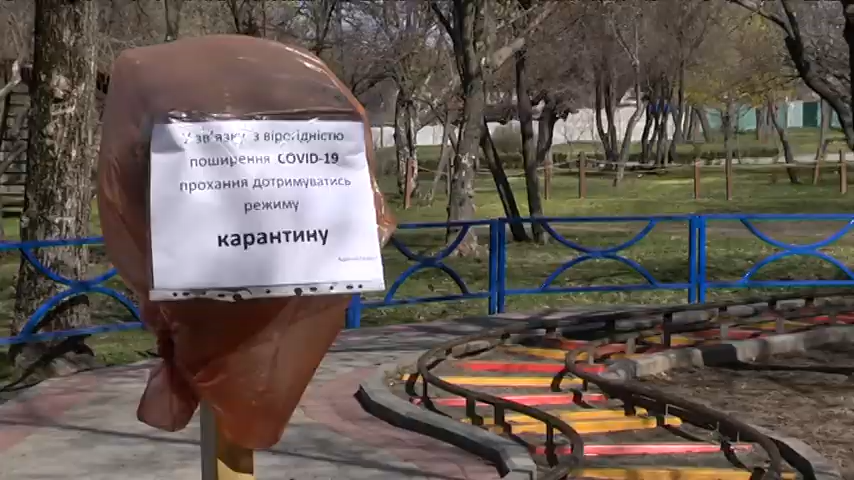 У зв'язку з вірогідністю
поширення COVID-19
прохання дотримуватись
режиму
карантину